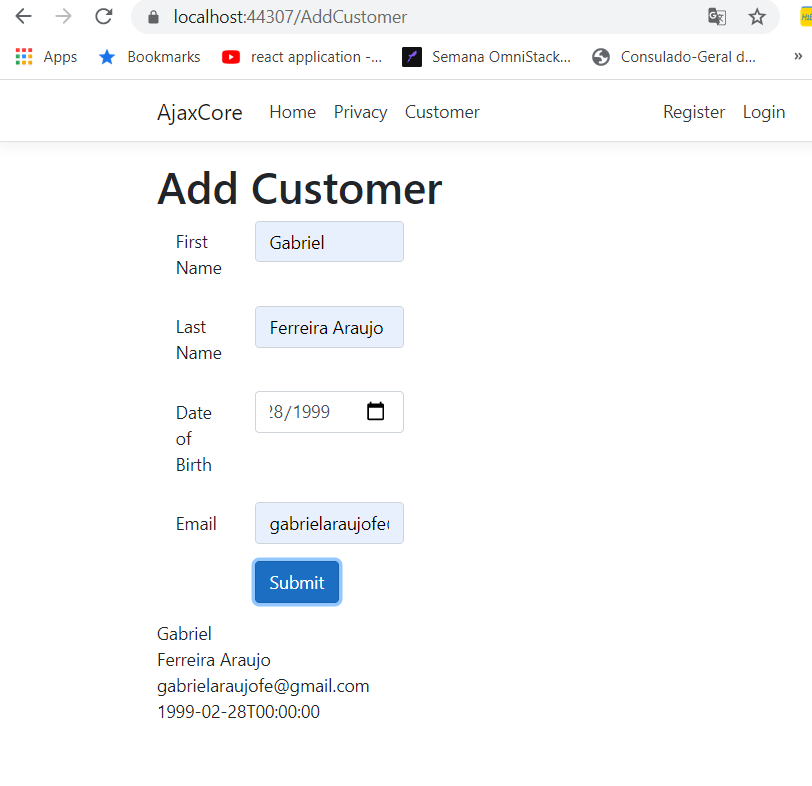 localhost:44307/AddCustomer
Apps Bookmarks react application -... Semana OmniStack... Consulado-Geral d... »
AjaxCore Home Privacy Customer Register Login
Add Customer
First
Name
Gabriel
Last
Name
Ferreira Araujo
Date
of
Birth
28/1999
Email
gabrielaraujofe
Submit
Gabriel
Ferreira Araujo
gabrielaraujofe@gmail.com
1999-02-28T00:00:00